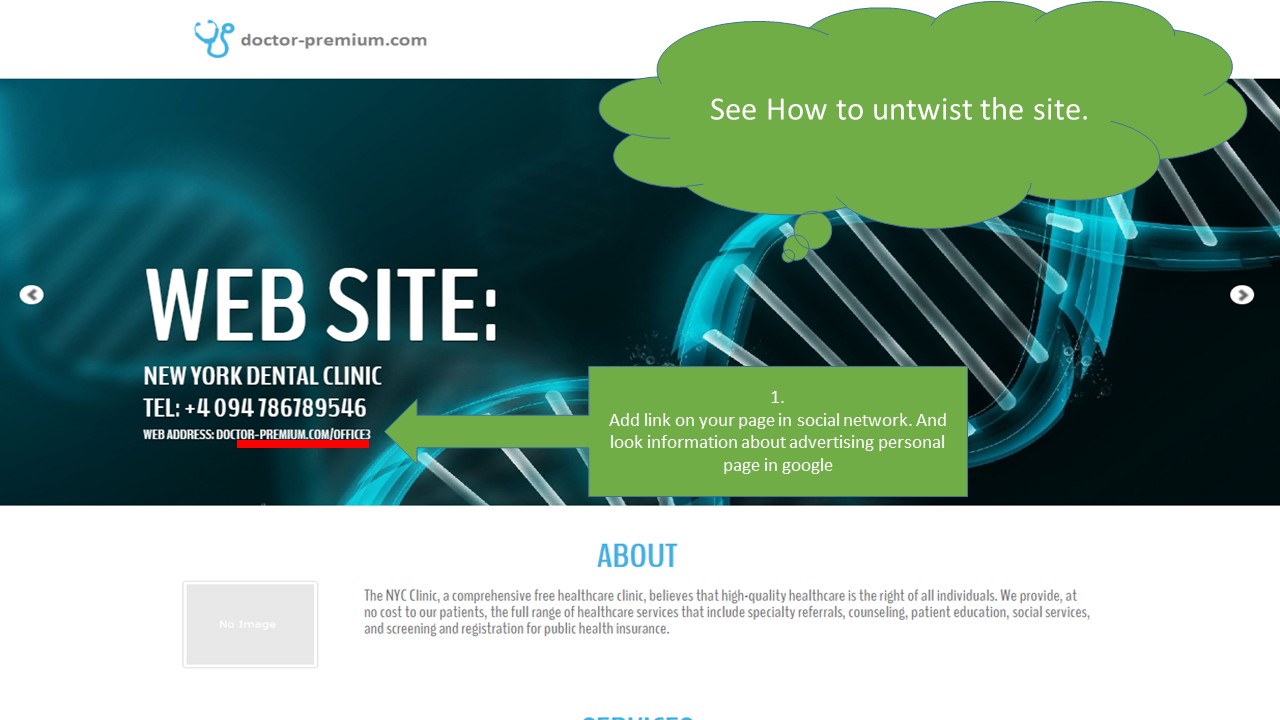 doctor-premium.com
See How to untwist the site.
WEB SITE:
NEW YORK DENTAL CLINIC
TEL: +4 094 786789546
WEB ADDRESS: DOCTOR-PREMIUM.COM/OFFICE3
1.
Add link on your page in social network. And
look information about advertising personal
page in google
ABOUT
No Image
The NYC Clinic, a comprehensive free healthcare clinic, believes that high-quality healthcare is the right of all individuals. We provide, at
no cost to our patients, the full range of healthcare services that include specialty referrals, counseling, patient education, social services,
and screening and registration for public health insurance.
SERVICES